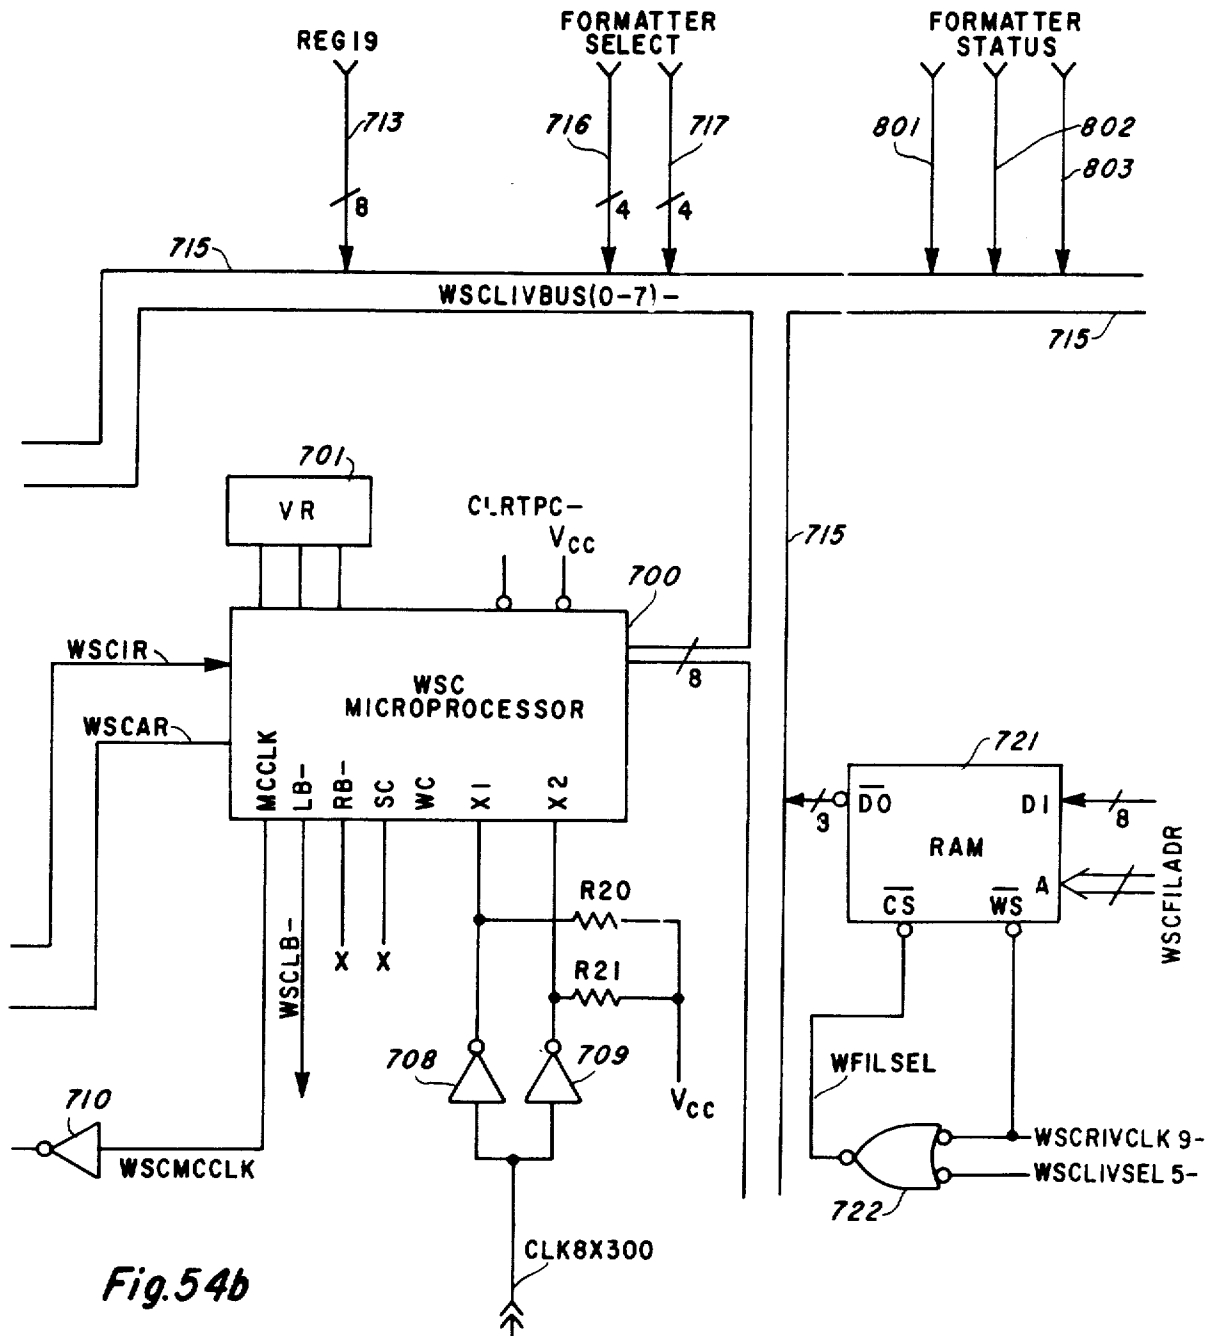 REG19
FORMATTER
SELECT
FORMATTER
STATUS
713
716
717
801
802
803
8
4
4
715
WSCLIVBUS(0-7)-
715
701
VR
CLRTPC-
VCC
700
715
WSCIR
8
WSC
MICROPROCESSOR
WSCAR
MCCLK
LB-
RB-
SC
WC
X1
X2
721
DO
DI
3
8
RAM
A
CS
WS
WSCFILADR
R20
X
X
R21
WSCLB-
708
709
VCC
WFILSEL
710
WSCMCCLK
WSCRIVCLK 9-
WSCLIVSEL 5-
722
CLK8X300
Fig.54b